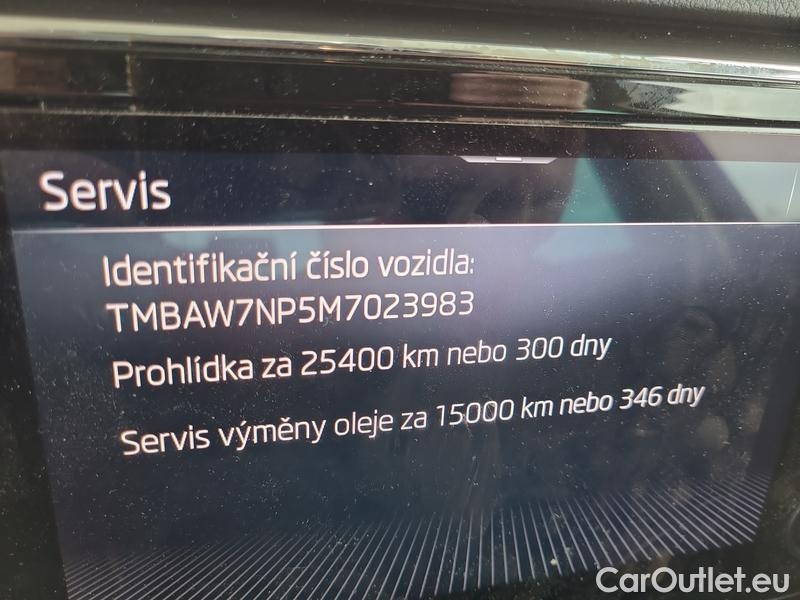 Servis
Identifikační číslo vozidla:
TMBAW7NP5M7023983
Prohlídka za 25400 km nebo 300 dny
Servis výměny oleje za 15000 km nebo 346 dny
CarOutlet.eu